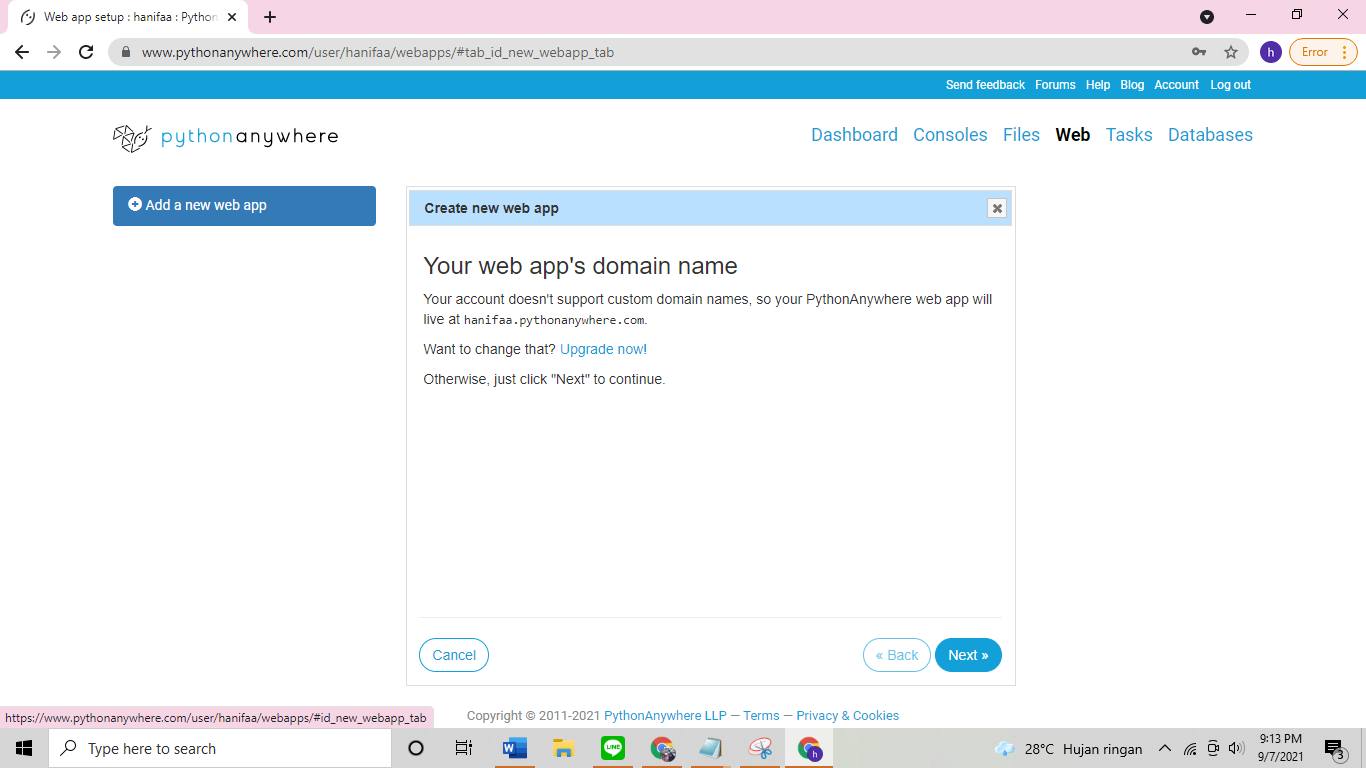 Web app setup : hanifaa : Python
www.pythonanywhere.com/user/hanifaa/webapps/#tab_id_new_webapp_tab
h
Error
Send feedback Forums Help Blog Account Log out
pythonanywhere
Dashboard Consoles Files Web Tasks Databases
Add a new web app
Create new web app
Your web app's domain name
Your account doesn't support custom domain names, so your PythonAnywhere web app will
live at hanifaa.pythonanywhere.com.
Want to change that? Upgrade now!
Otherwise, just click "Next" to continue.
Cancel
« Back
Next »
https://www.pythonanywhere.com/user/hanifaa/webapps/#id_new_webapp_tab
Copyright © 2011-2021 PythonAnywhere LLP — Terms — Privacy & Cookies
Type here to search
W
LINE
h
28°C Hujan ringan
9:13 PM
9/7/2021
3